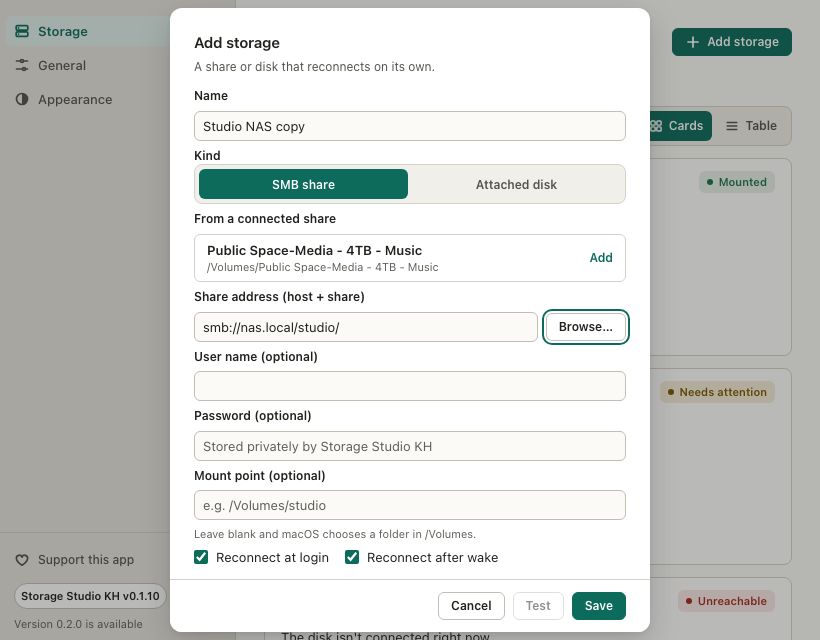 Storage
General
Appearance
Support this app
Storage Studio KH v0.1.10
Version 0.2.0 is available
Add storage
Cards
Table
Mounted
Needs attention
Unreachable
The disk isn't connected right now
Add storage
A share or disk that reconnects on its own.
Name
Studio NAS copy
Kind
SMB share
Attached disk
From a connected share
Public Space-Media - 4TB - Music
/Volumes/Public Space-Media - 4TB - Music
Add
Share address (host + share)
smb://nas.local/studio/
Browse...
User name (optional)
Password (optional)
Stored privately by Storage Studio KH
Mount point (optional)
e.g. /Volumes/studio
Leave blank and macOS chooses a folder in /Volumes.
Reconnect at login
Reconnect after wake
Cancel
Test
Save